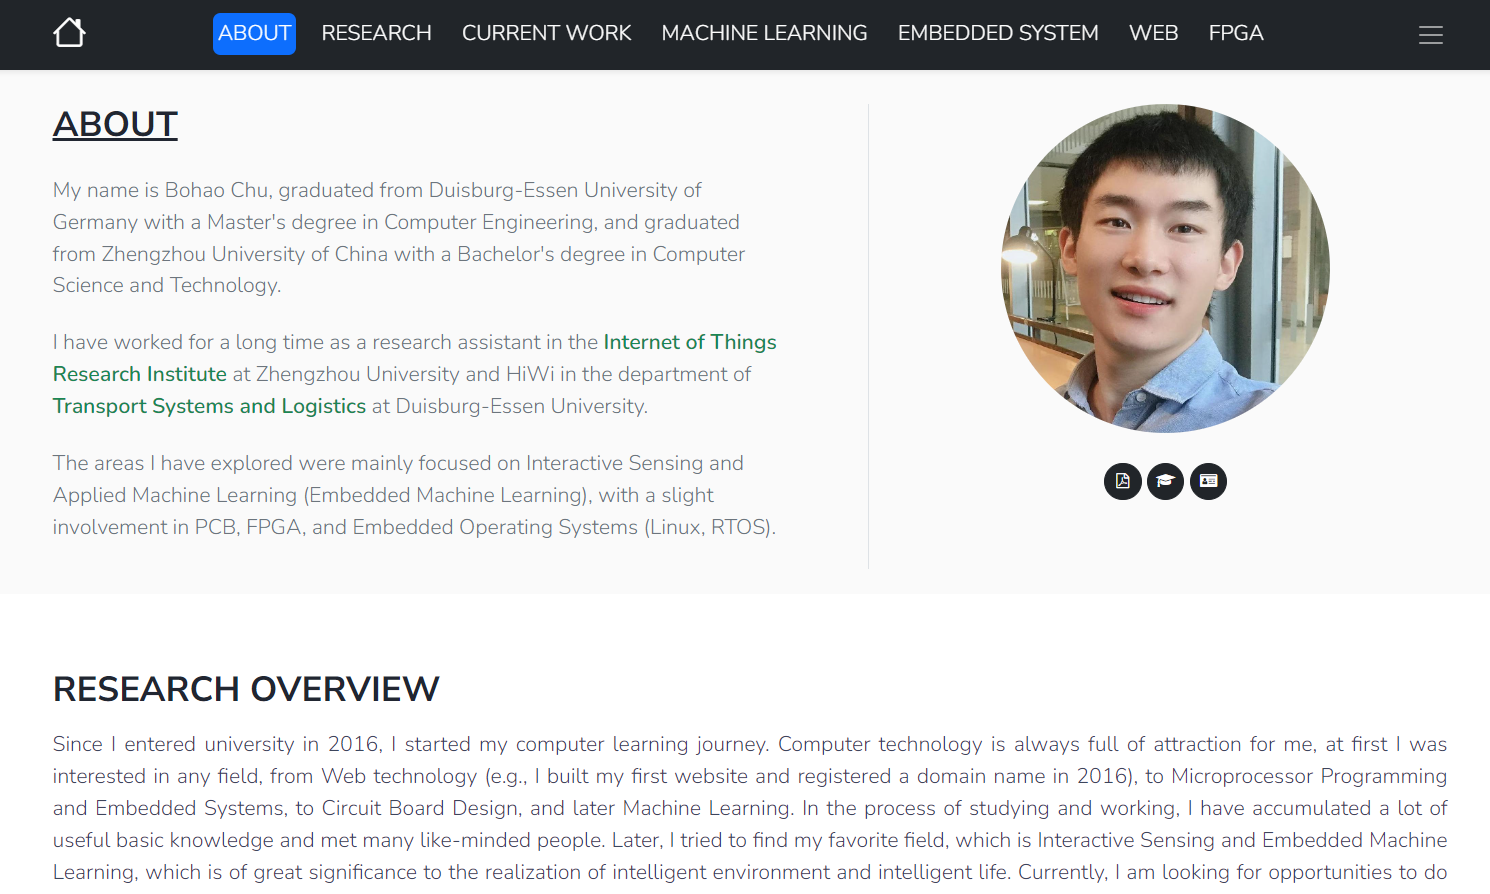 ABOUT RESEARCH CURRENT WORK MACHINE LEARNING EMBEDDED SYSTEM WEB FPGA
ABOUT
My name is Bohao Chu, graduated from Duisburg-Essen University of
Germany with a Master's degree in Computer Engineering, and graduated
from Zhengzhou University of China with a Bachelor's degree in Computer
Science and Technology.
I have worked for a long time as a research assistant in the Internet of Things
Research Institute at Zhengzhou University and HiWi in the department of
Transport Systems and Logistics at Duisburg-Essen University.
The areas I have explored were mainly focused on Interactive Sensing and
Applied Machine Learning (Embedded Machine Learning), with a slight
involvement in PCB, FPGA, and Embedded Operating Systems (Linux, RTOS).
RESEARCH OVERVIEW
Since I entered university in 2016, I started my computer learning journey. Computer technology is always full of attraction for me, at first I was
interested in any field, from Web technology (e.g., I built my first website and registered a domain name in 2016), to Microprocessor Programming
and Embedded Systems, to Circuit Board Design, and later Machine Learning. In the process of studying and working, I have accumulated a lot of
useful basic knowledge and met many like-minded people. Later, I tried to find my favorite field, which is Interactive Sensing and Embedded Machine
Learning, which is of great significance to the realization of intelligent environment and intelligent life. Currently, I am looking for opportunities to do